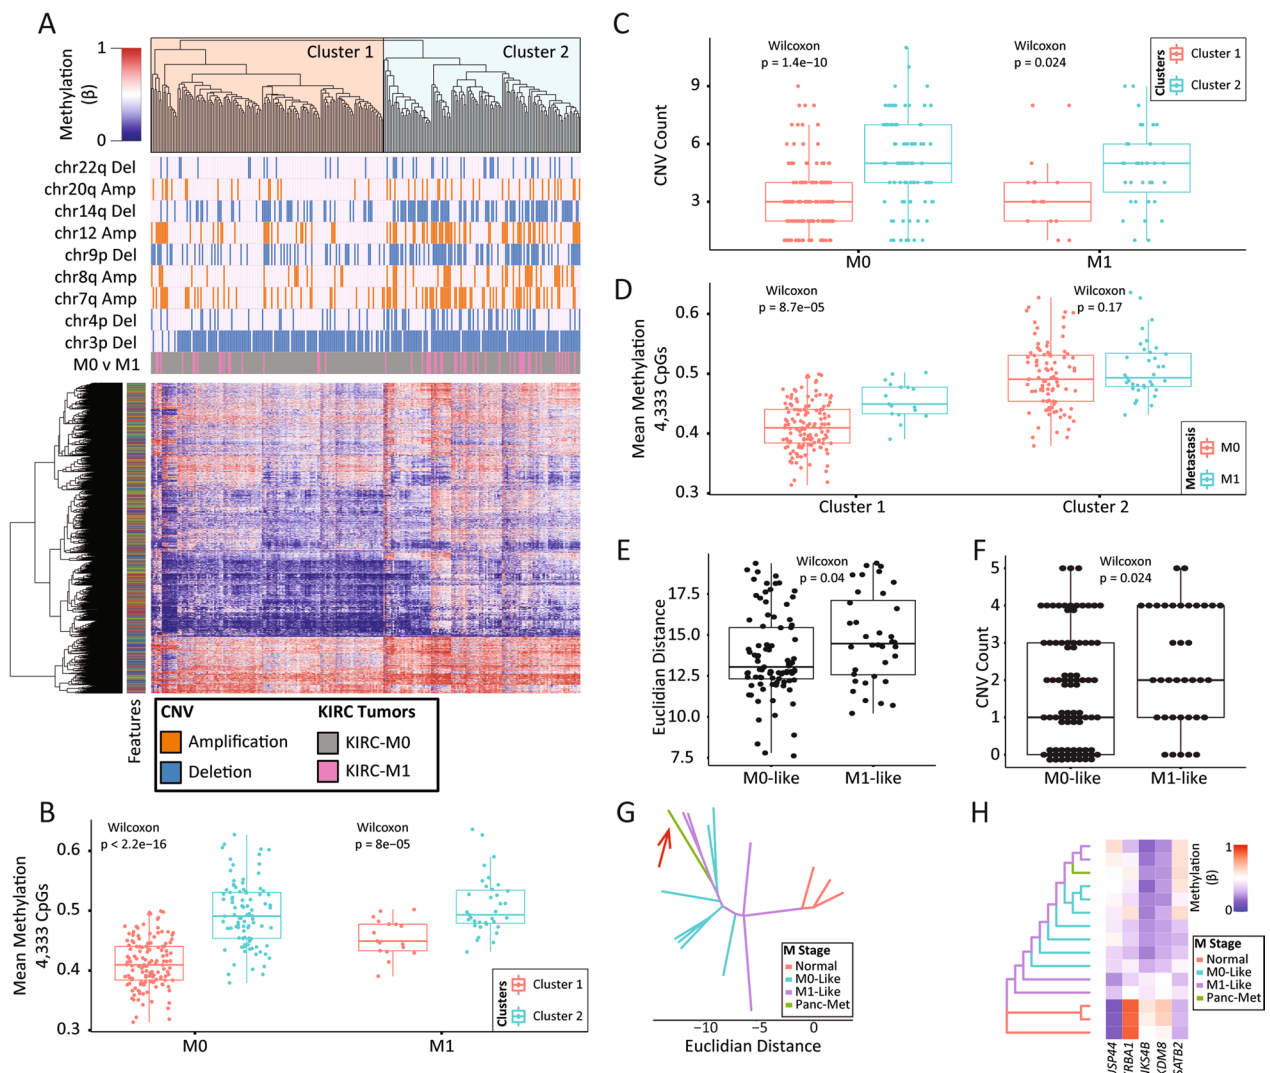 A
Methylation
(β)
1
0
Cluster 1
Cluster 2
chr22q Del
chr20q Amp
chr14q Del
chr12 Amp
chr9p Del
chr8q Amp
chr7q Amp
chr4p Del
chr3p Del
M0 v M1
Features
CNV
Amplification
Deletion
KIRC Tumors
KIRC-M0
KIRC-M1
B
Mean Methylation
4,333 CpGs
0.6
0.5
0.4
0.3
Wilcoxon
p < 2.2e−16
Wilcoxon
p = 8e−05
Clusters
Cluster 1
Cluster 2
M0
M1
C
CNV Count
9
6
3
Wilcoxon
p = 1.4e−10
Wilcoxon
p = 0.024
Clusters
Cluster 1
Cluster 2
M0
M1
D
Mean Methylation
4,333 CpGs
0.6
0.5
0.4
0.3
Wilcoxon
p = 8.7e−05
Wilcoxon
p = 0.17
Metastasis
M0
M1
Cluster 1
Cluster 2
E
Euclidian Distance
17.5
15.0
12.5
10.0
7.5
Wilcoxon
p = 0.04
M0-like
M1-like
F
CNV Count
5
4
3
2
1
0
Wilcoxon
p = 0.024
M0-like
M1-like
G
M Stage
Normal
M0-Like
M1-Like
Panc-Met
−10
−5
0
Euclidian Distance
H
Methylation
(β)
1
0
M Stage
Normal
M0-Like
M1-Like
Panc-Met
KDM8
SATB2